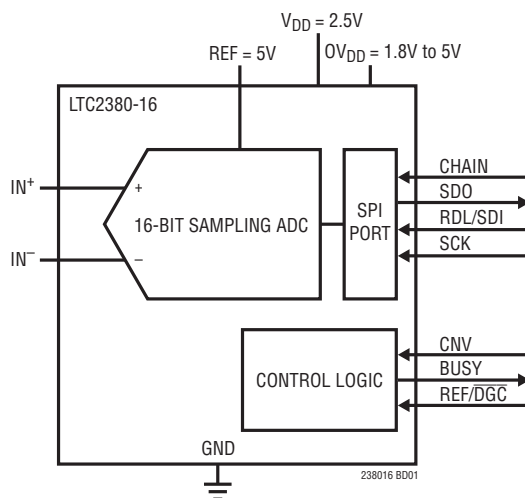 V_DD = 2.5V
REF = 5V
OV_DD = 1.8V to 5V
LTC2380-16
IN⁺
+
16-BIT SAMPLING ADC
IN⁻
–
SPI
PORT
CHAIN
SDO
RDL/SDI
SCK
CONTROL LOGIC
CNV
BUSY
REF/D̅G̅C̅
GND
238016 BD01